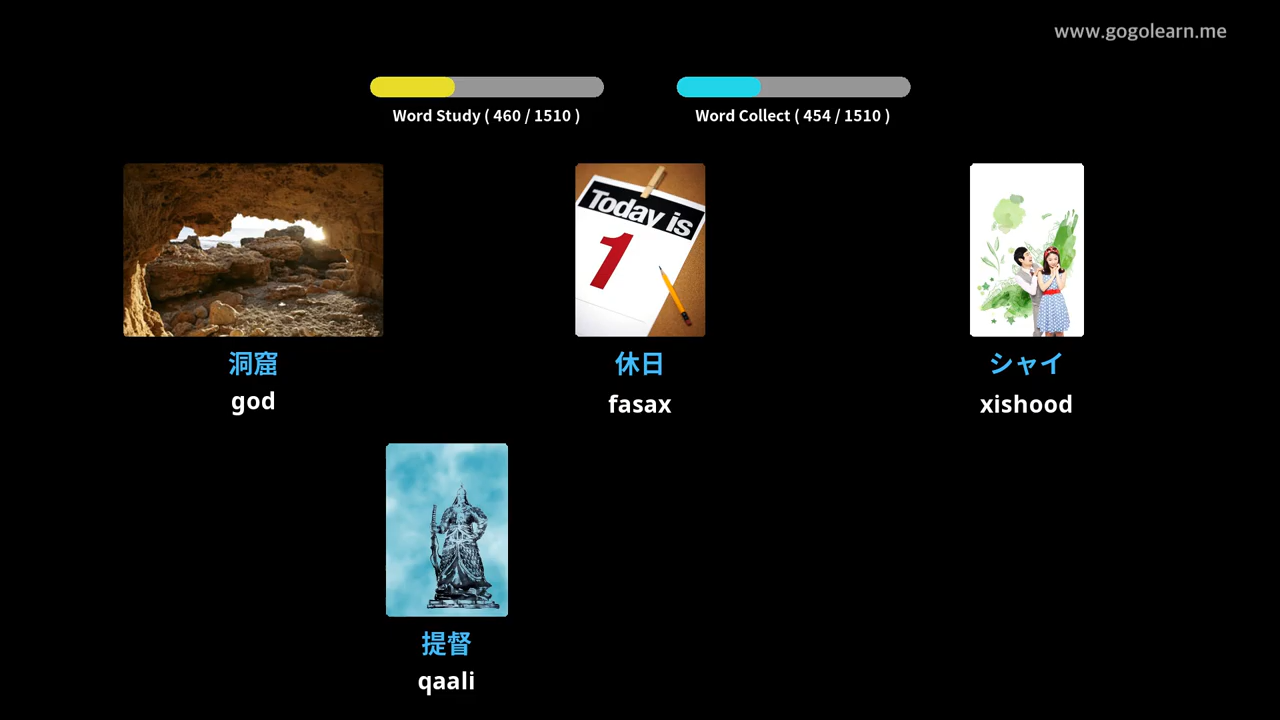 www.gogolearn.me
Word Study ( 460 / 1510 )
Word Collect ( 454 / 1510 )
Today is
1
洞窟
god
休日
fasax
シャイ
xishood
提督
qaali